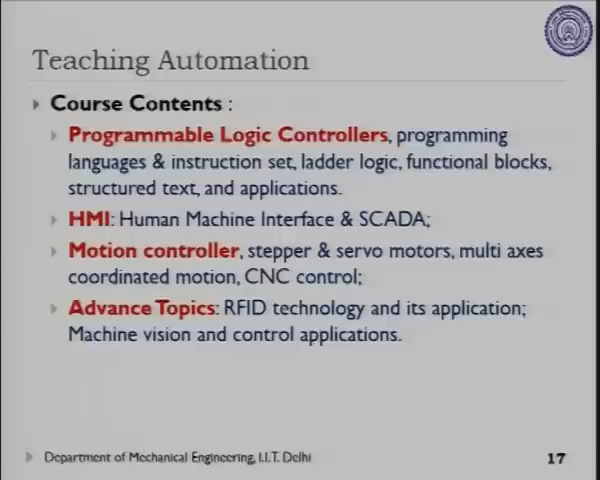 Teaching Automation
Course Contents :
Programmable Logic Controllers, programming
languages & instruction set, ladder logic, functional blocks,
structured text, and applications.
HMI: Human Machine Interface & SCADA;
Motion controller, stepper & servo motors, multi axes
coordinated motion, CNC control;
Advance Topics: RFID technology and its application;
Machine vision and control applications.
Department of Mechanical Engineering, I.I.T. Delhi
17